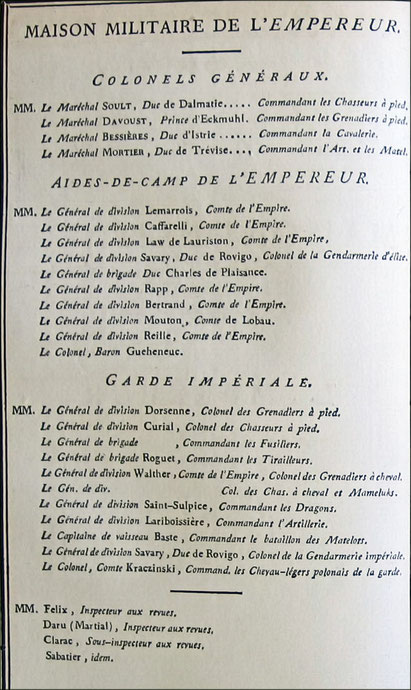 MAISON MILITAIRE DE L'EMPEREUR.
COLONELS GÉNÉRAUX.
MM. Le Maréchal SOULT, Duc de Dalmatie..... Commandant les Chasseurs à pied.
Le Maréchal DAVOUST, Prince d'Eckmuhl. Commandant les Grenadiers à pied.
Le Maréchal BESSIÈRES, Duc d'Istrie ...... Commandant la Cavalerie.
Le Maréchal MORTIER, Duc de Trévise..., Commandant l'Art. et les Matel.
AIDES-DE-CAMP DE L'EMPEREUR.
MM. Le Général de division Lemarrois, Comte de l'Empire.
Le Général de division Caffarelli, Comte de l'Empire.
Le Général de division Law de Lauriston, Comte de l'Empire,
Le Général de division Savary, Duc de Rovigo, Colonel de la Gendarmerie d'élite.
Le Général de brigade Duc Charles de Plaisance.
Le Général de division Rapp, Comte de l'Empire.
Le Général de division Bertrand, Comte de l'Empire.
Le Général de division Mouton, Comte de Lobau.
Le Général de division Reille, Comte de l'Empire.
Le Colonel, Baron Gueheneuc.
GARDE IMPÉRIALE.
MM. Le Général de division Dorsenne, Colonel des Grenadiers à pied.
Le Général de division Curial, Colonel des Chasseurs à pied.
Le Général de brigade , Commandant les Fusiliers.
Le Général de brigade Roguet, Commandant les Tirailleurs.
Le Général de division Walther, Comte de l'Empire, Colonel des Grenadiers à cheval.
Le Gén. de div. Col. des Chas. à cheval et Mameluks.
Le Général de division Saint-Sulpice, Commandant les Dragons.
Le Général de division Lariboissière, Commandant l'Artillerie.
Le Capitaine de vaisseau Baste, Commandant le bataillon des Matelots.
Le Général de division Savary, Duc de Rovigo, Colonel de la Gendarmerie impériale.
Le Colonel, Comte Kraczinski, Command. les Chevau-légers polonais de la garde.
MM. Felix, Inspecteur aux revues.
Daru (Martial), Inspecteur aux revues,
Clarac, Sous-inspecteur aux revues.
Sabatier, idem.